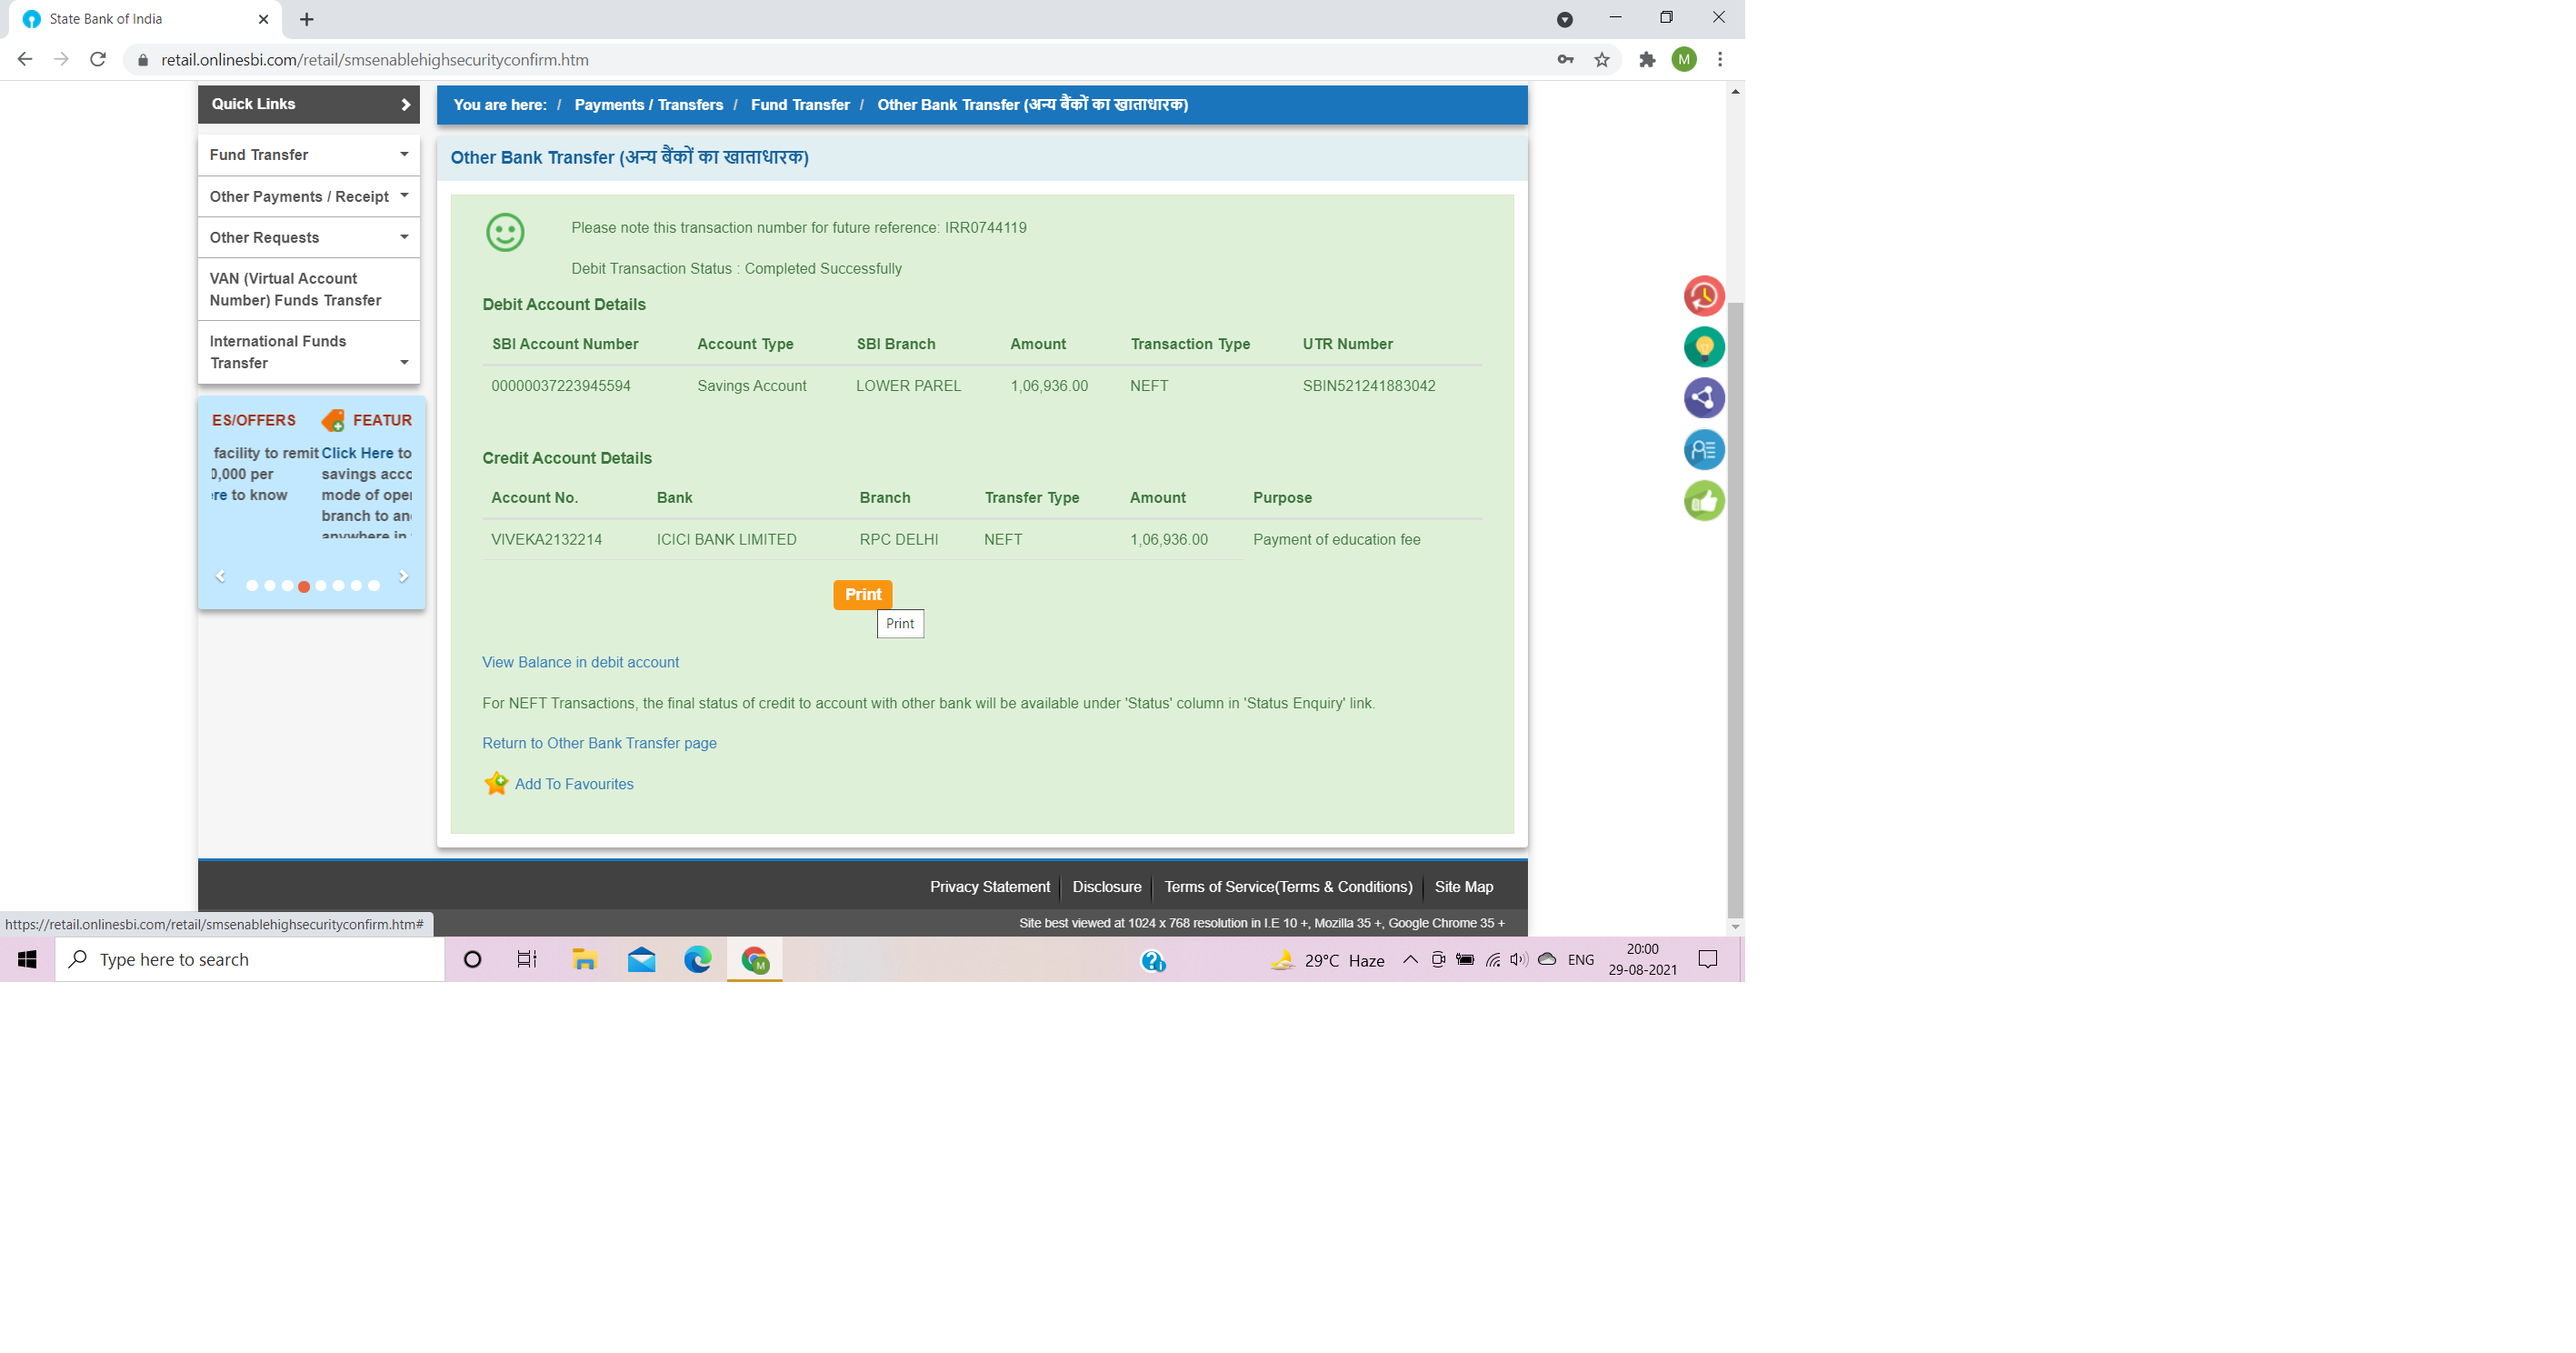 State Bank of India
retail.onlinesbi.com/retail/smsenablehighsecurityconfirm.htm
M
Quick Links
You are here: / Payments / Transfers / Fund Transfer / Other Bank Transfer (अन्य बैंकों का खाताधारक)
Fund Transfer
Other Payments / Receipt
Other Requests
VAN (Virtual Account
Number) Funds Transfer
International Funds
Transfer
ES/OFFERS
facility to remit
0,000 per
re to know
FEATUR
Click Here to
savings acc
mode of ope
branch to an
anywhere in
Other Bank Transfer (अन्य बैंकों का खाताधारक)
Please note this transaction number for future reference: IRR0744119
Debit Transaction Status : Completed Successfully
Debit Account Details
SBI Account Number Account Type SBI Branch Amount Transaction Type UTR Number
00000037223945594 Savings Account LOWER PAREL 1,06,936.00 NEFT SBIN521241883042
Credit Account Details
Account No. Bank Branch Transfer Type Amount Purpose
VIVEKA2132214 ICICI BANK LIMITED RPC DELHI NEFT 1,06,936.00 Payment of education fee
Print
Print
View Balance in debit account
For NEFT Transactions, the final status of credit to account with other bank will be available under 'Status' column in 'Status Enquiry' link.
Return to Other Bank Transfer page
Add To Favourites
Privacy Statement Disclosure Terms of Service(Terms & Conditions) Site Map
Site best viewed at 1024 x 768 resolution in I.E 10 +, Mozilla 35 +, Google Chrome 35 +
https://retail.onlinesbi.com/retail/smsenablehighsecurityconfirm.htm#
Type here to search
M
29°C Haze
ENG
20:00
29-08-2021